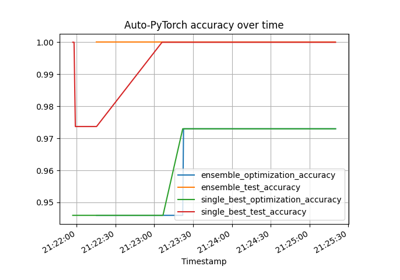 Auto-PyTorch accuracy over time
1.00
0.99
0.98
0.97
0.96
0.95
ensemble_optimization_accuracy
ensemble_test_accuracy
single_best_optimization_accuracy
single_best_test_accuracy
21:22:00
21:22:30
21:23:00
21:23:30
21:24:00
21:24:30
21:25:00
21:25:30
Timestamp